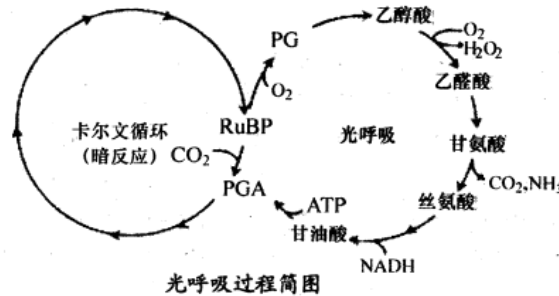 乙醇酸
PG
O₂
H₂O₂
O₂
乙醛酸
RuBP
卡尔文循环
(暗反应)
CO₂
光呼吸
甘氨酸
CO₂,NH₃
PGA
ATP
丝氨酸
甘油酸
NADH
光呼吸过程简图